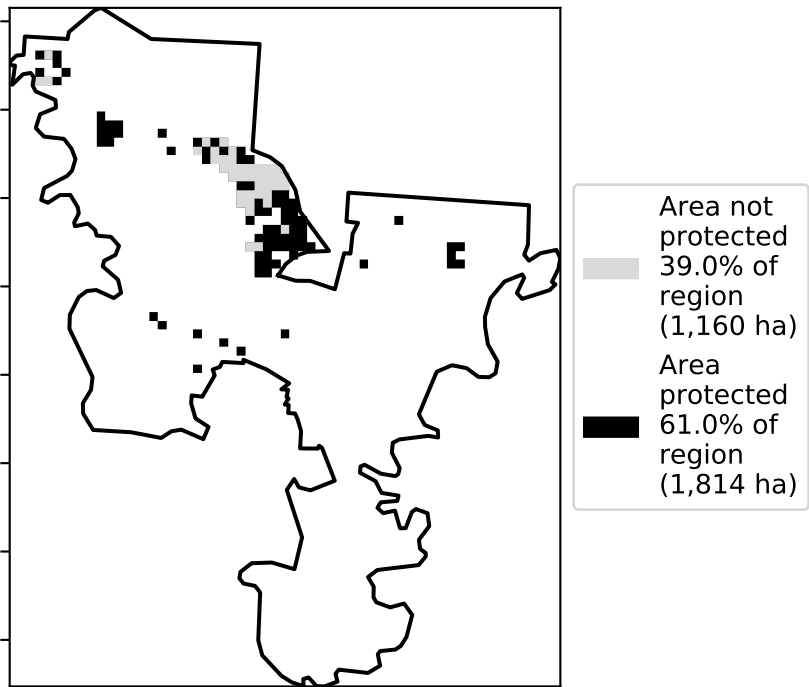 Area not
protected
39.0% of
region
(1,160 ha)
Area
protected
61.0% of
region
(1,814 ha)